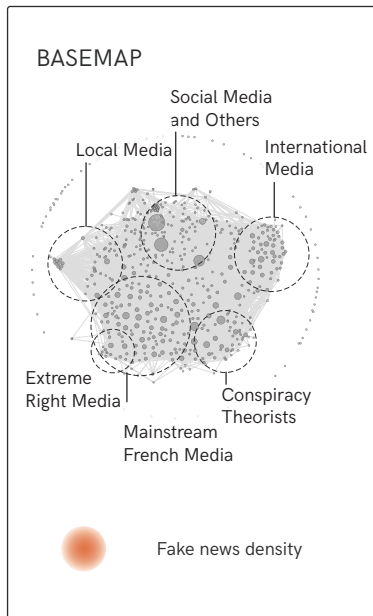 BASEMAP
Social Media
and Others
Local Media
International
Media
Extreme
Right Media
Conspiracy
Theorists
Mainstream
French Media
Fake news density